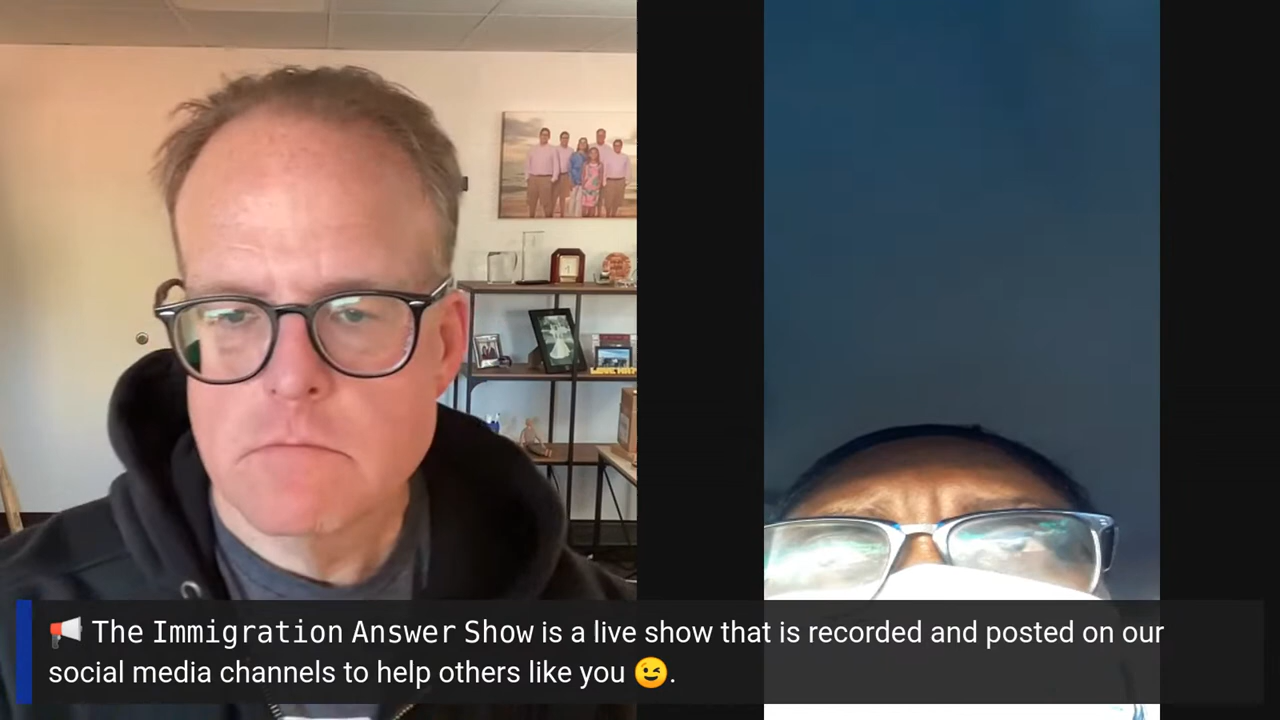 📢 The Immigration Answer Show is a live show that is recorded and posted on our
social media channels to help others like you 😉.